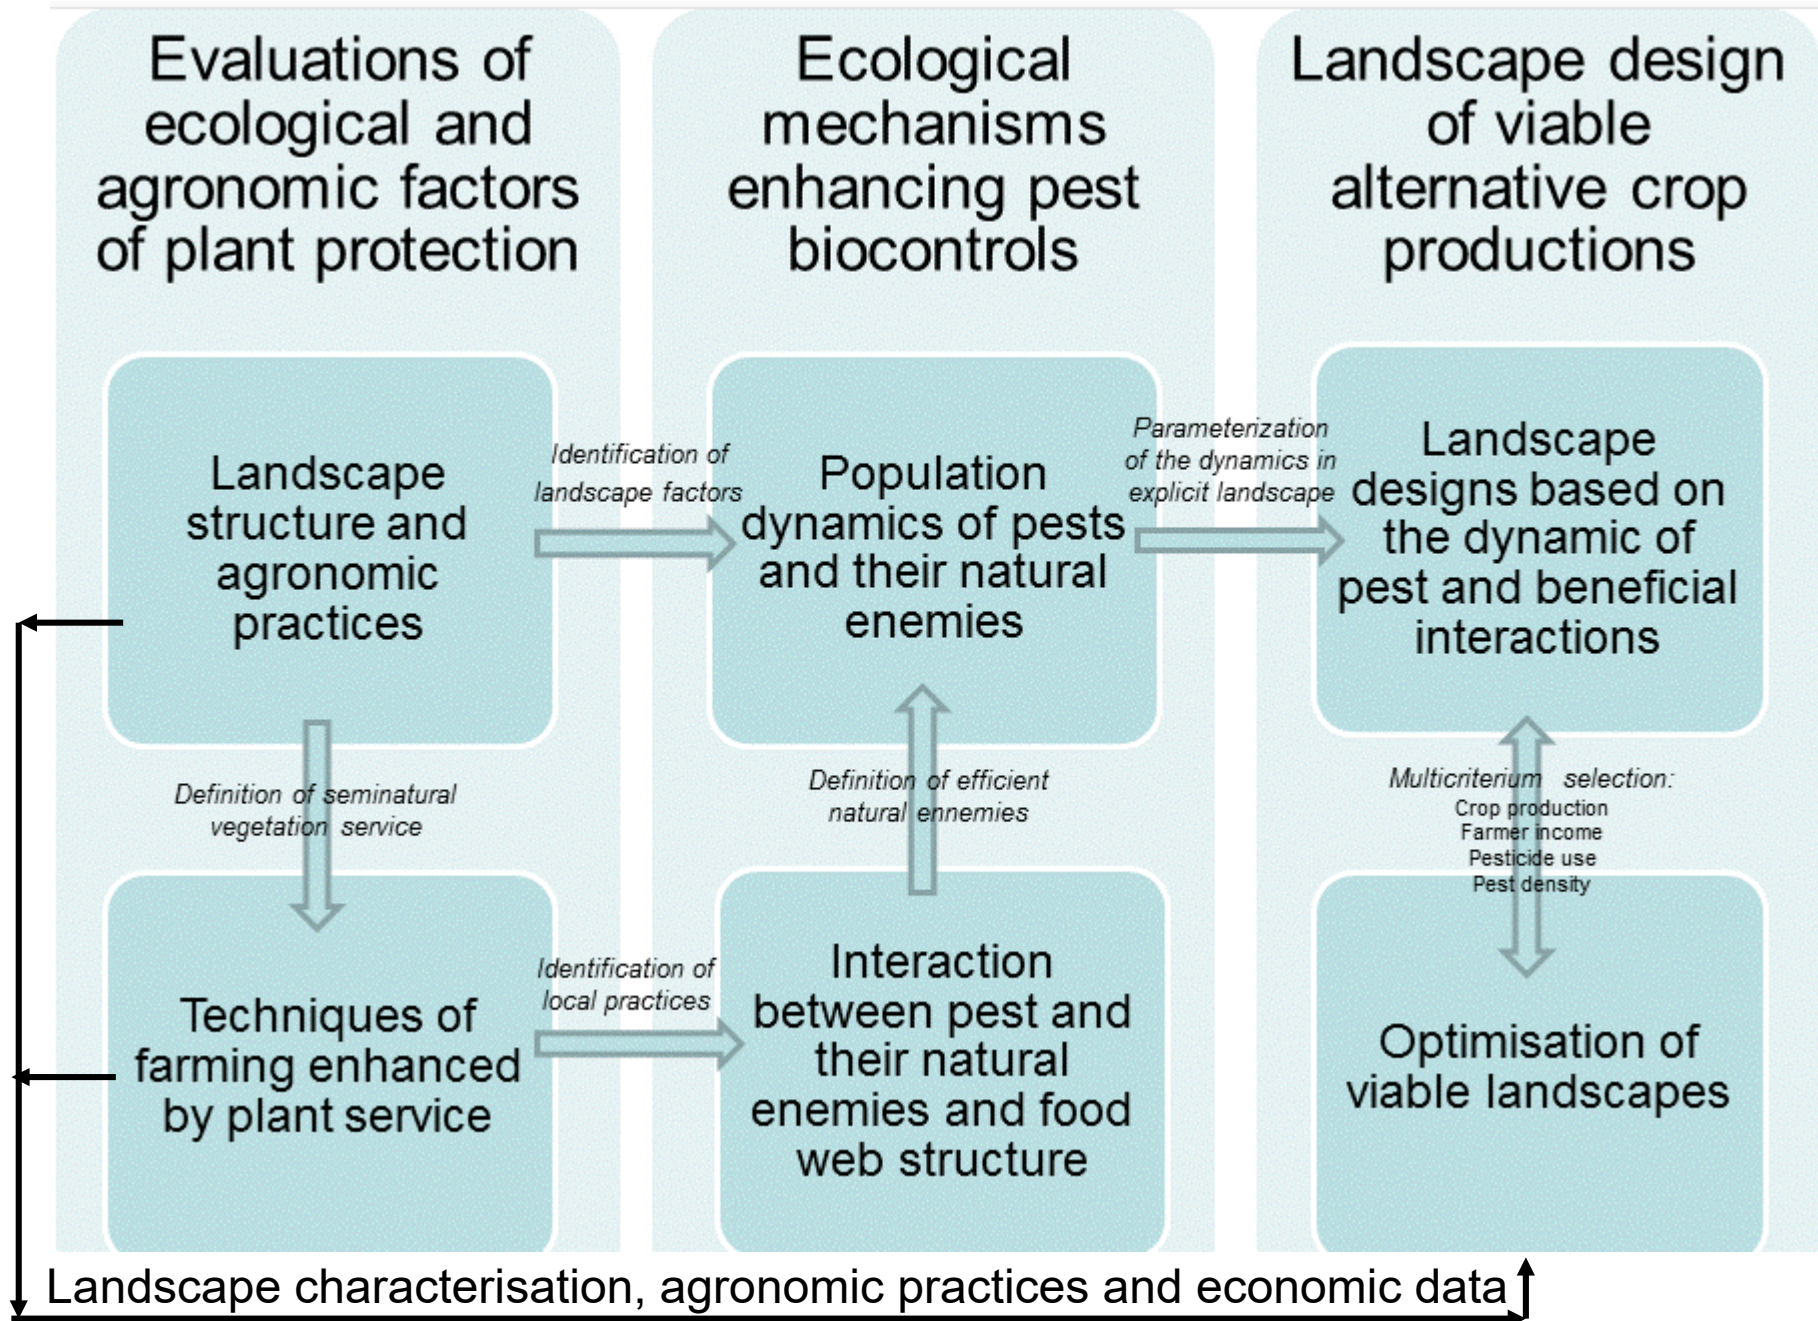 Evaluations of
ecological and
agronomic factors
of plant protection
Ecological
mechanisms
enhancing pest
biocontrols
Landscape design
of viable
alternative crop
productions
Landscape
structure and
agronomic
practices
Identification of
landscape factors
Population
dynamics of pests
and their natural
enemies
Parameterization
of the dynamics in
explicit landscape
Landscape
designs based on
the dynamic of
pest and beneficial
interactions
Definition of seminatural
vegetation service
Definition of efficient
natural ennemies
Multicriterium selection:
Crop production
Farmer income
Pesticide use
Pest density
Techniques of
farming enhanced
by plant service
Identification of
local practices
Interaction
between pest and
their natural
enemies and food
web structure
Optimisation of
viable landscapes
Landscape characterisation, agronomic practices and economic data